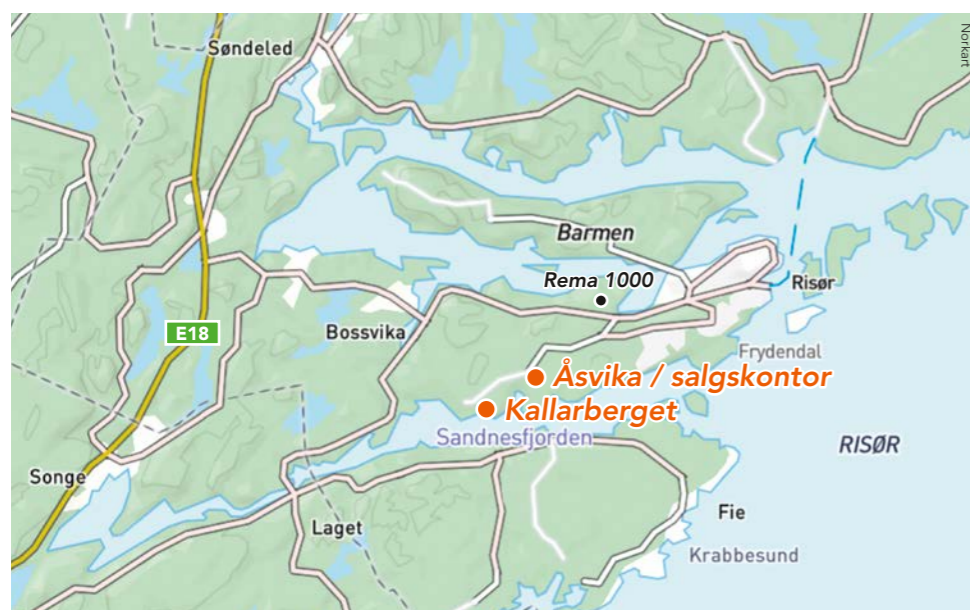 Norkart
Søndeled
Barmen
Rema 1000
Risør
E18
Bossvika
Frydendal
Åsvika / salgskontor
Kallarberget
Sandnesfjorden
RISØR
Songe
Laget
Fie
Krabbesund